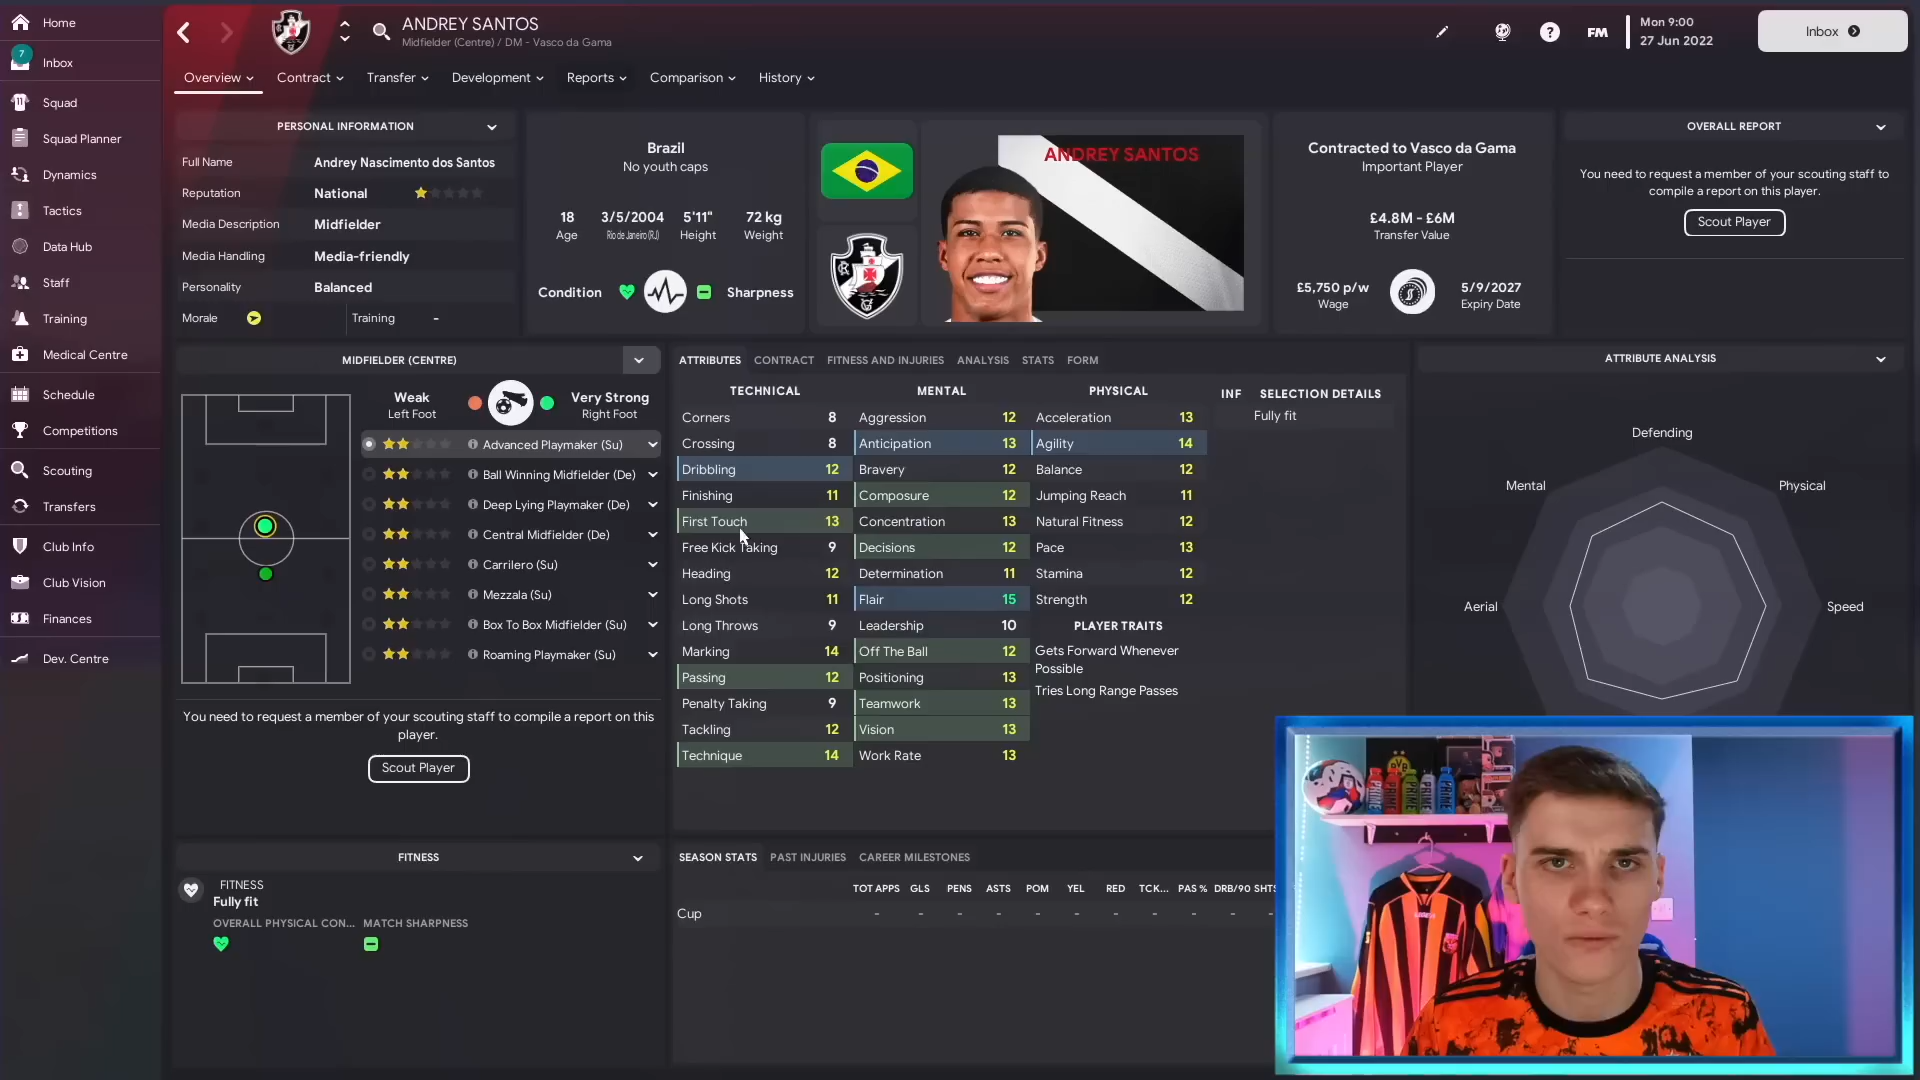 Home
7
Inbox
Squad
Squad Planner
Dynamics
Tactics
Data Hub
Staff
Training
Medical Centre
Schedule
Competitions
Scouting
Transfers
Club Info
Club Vision
Finances
Dev. Centre
ANDREY SANTOS
Midfielder (Centre) / DM - Vasco da Gama
FM
Mon 9:00
27 Jun 2022
Inbox
Overview Contract Transfer Development Reports Comparison History
PERSONAL INFORMATION
Full Name Andrey Nascimento dos Santos
Reputation National
Media Description Midfielder
Media Handling Media-friendly
Personality Balanced
Morale Training -
Brazil
No youth caps
18 3/5/2004 5'11" 72 kg
Age Rio de Janeiro (RJ) Height Weight
Condition Sharpness
ANDREY SANTOS
Contracted to Vasco da Gama
Important Player
£4.8M - £6M
Transfer Value
£5,750 p/w 5/9/2027
Wage Expiry Date
OVERALL REPORT
You need to request a member of your scouting staff to
compile a report on this player.
Scout Player
MIDFIELDER (CENTRE)
Weak Very Strong
Left Foot Right Foot
Advanced Playmaker (Su)
Ball Winning Midfielder (De)
Deep Lying Playmaker (De)
Central Midfielder (De)
Carrilero (Su)
Mezzala (Su)
Box To Box Midfielder (Su)
Roaming Playmaker (Su)
You need to request a member of your scouting staff to compile a report on this
player.
Scout Player
ATTRIBUTES CONTRACT FITNESS AND INJURIES ANALYSIS STATS FORM
TECHNICAL MENTAL PHYSICAL INF SELECTION DETAILS
Corners 8 Aggression 12 Acceleration 13 Fully fit
Crossing 8 Anticipation 13 Agility 14
Dribbling 12 Bravery 12 Balance 12
Finishing 11 Composure 12 Jumping Reach 11
First Touch 13 Concentration 13 Natural Fitness 12
Free Kick Taking 9 Decisions 12 Pace 13
Heading 12 Determination 11 Stamina 12
Long Shots 11 Flair 15 Strength 12
Long Throws 9 Leadership 10 PLAYER TRAITS
Marking 14 Off The Ball 12 Gets Forward Whenever
Possible
Passing 12 Positioning 13 Tries Long Range Passes
Penalty Taking 9 Teamwork 13
Tackling 12 Vision 13
Technique 14 Work Rate 13
ATTRIBUTE ANALYSIS
Defending
Mental Physical
Aerial Speed
FITNESS
FITNESS
Fully fit
OVERALL PHYSICAL CON... MATCH SHARPNESS
SEASON STATS PAST INJURIES CAREER MILESTONES
TOT APPS GLS PENS ASTS POM YEL RED TCK... PAS % DRB/90 SHTS
Cup - - - - - - - - - - -
BVB
09
PRIME PRIME PRIME PRIME PRIME